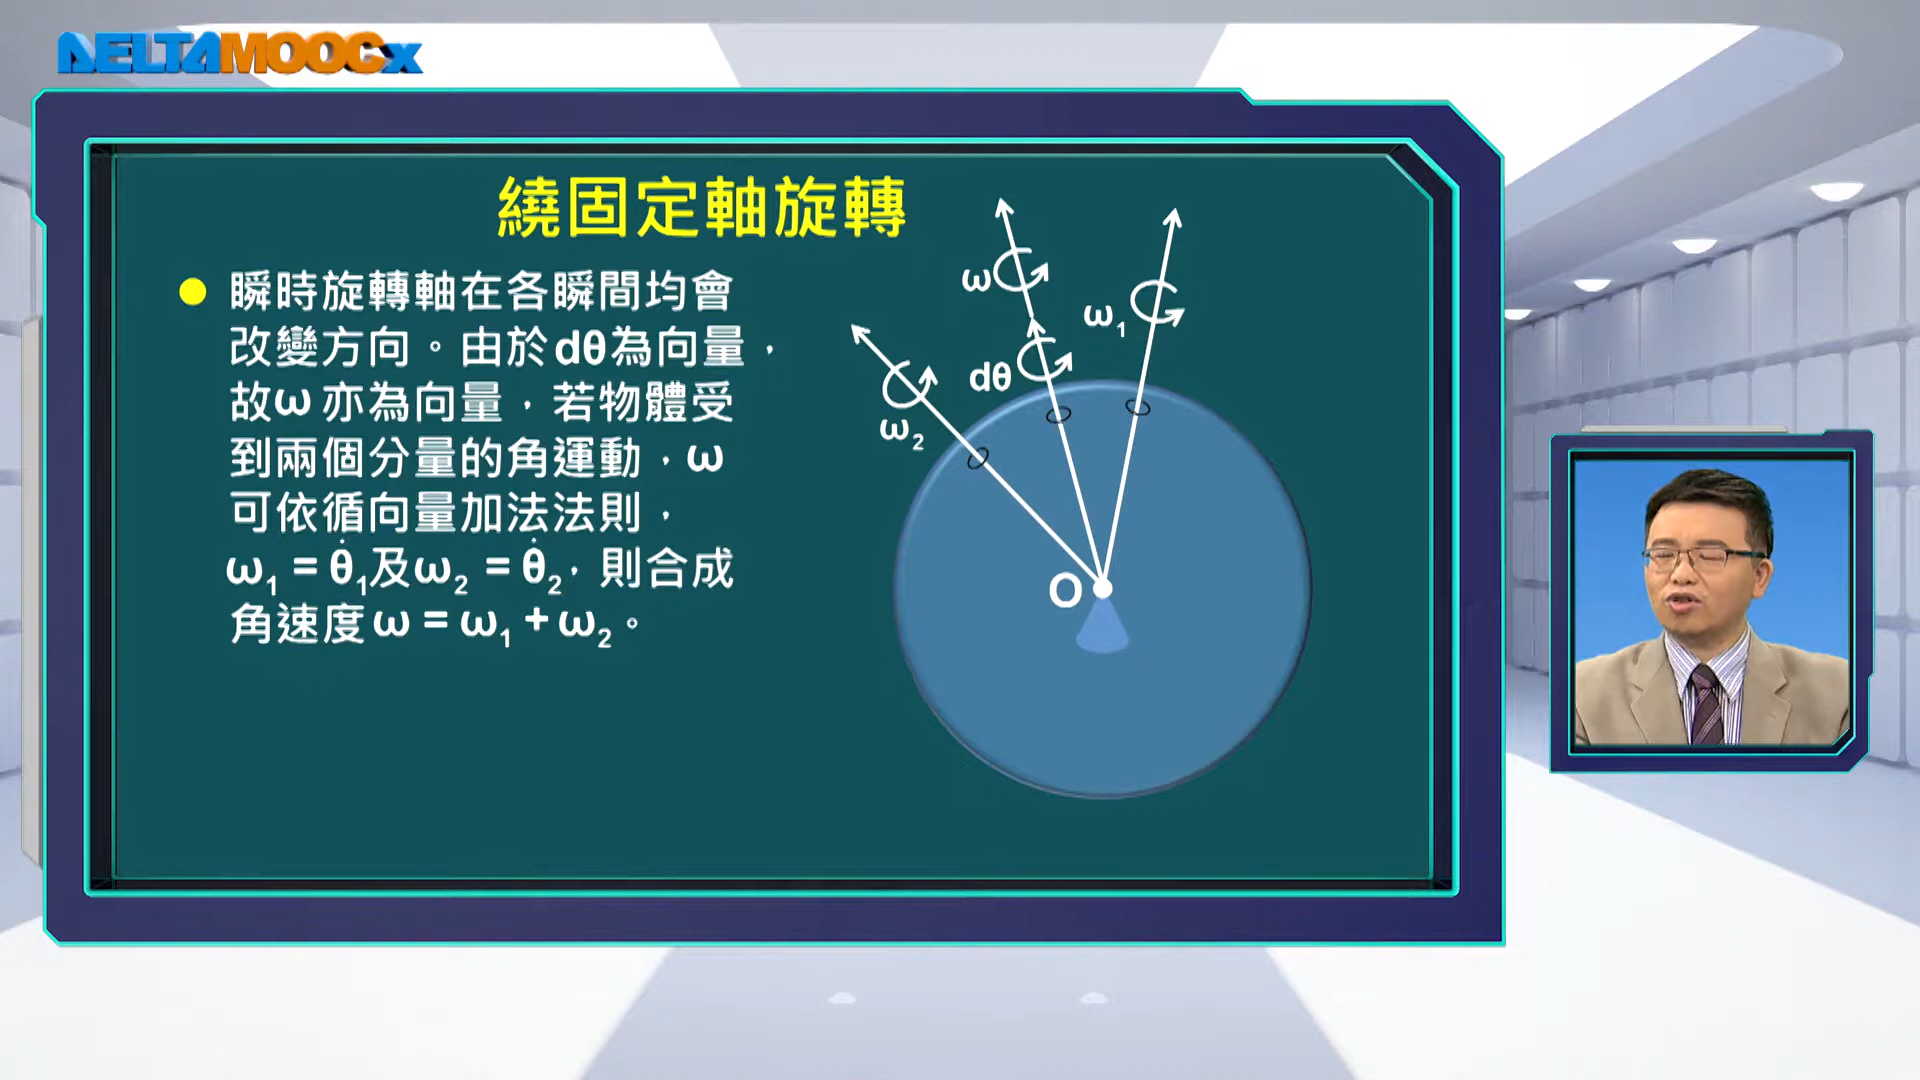 DELTAMOOCx
繞固定軸旋轉
瞬時旋轉軸在各瞬間均會
改變方向。由於dθ為向量，
故ω亦為向量，若物體受
到兩個分量的角運動，ω
可依循向量加法法則，
ω₁ = θ̇₁及ω₂ = θ̇₂，則合成
角速度ω = ω₁ + ω₂。
ω
ω₁
dθ
ω₂
O